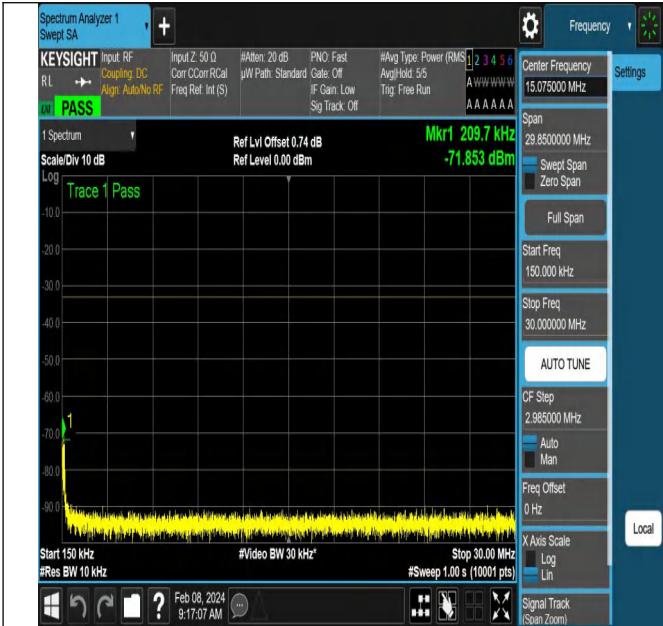 Spectrum Analyzer 1
Swept SA
+
Frequency
KEYSIGHT
RL
PASS
Input: RF
Coupling: DC
Align: Auto/No RF
Input Z: 50 Ω
Corr CCorr RCal
Freq Ref: Int (S)
#Atten: 20 dB
µW Path: Standard
PNO: Fast
Gate: Off
IF Gain: Low
Sig Track: Off
#Avg Type: Power (RMS
Avg|Hold: 5/5
Trig: Free Run
1 2 3 4 5 6
A W W W W W
A A A A A A
1 Spectrum
Scale/Div 10 dB
Ref Lvl Offset 0.74 dB
Ref Level 0.00 dBm
Mkr1 209.7 kHz
-71.853 dBm
Log
Trace 1 Pass
-10.0
-20.0
-30.0
-40.0
-50.0
-60.0
1
-70.0
-80.0
-90.0
Start 150 kHz
#Video BW 30 kHz*
Stop 30.00 MHz
#Res BW 10 kHz
#Sweep 1.00 s (10001 pts)
?
Feb 08, 2024
9:17:07 AM
Center Frequency
15.075000 MHz
Settings
Span
29.8500000 MHz
Swept Span
Zero Span
Full Span
Start Freq
150.000 kHz
Stop Freq
30.000000 MHz
AUTO TUNE
CF Step
2.985000 MHz
Auto
Man
Freq Offset
0 Hz
X Axis Scale
Log
Lin
Local
Signal Track
(Span Zoom)